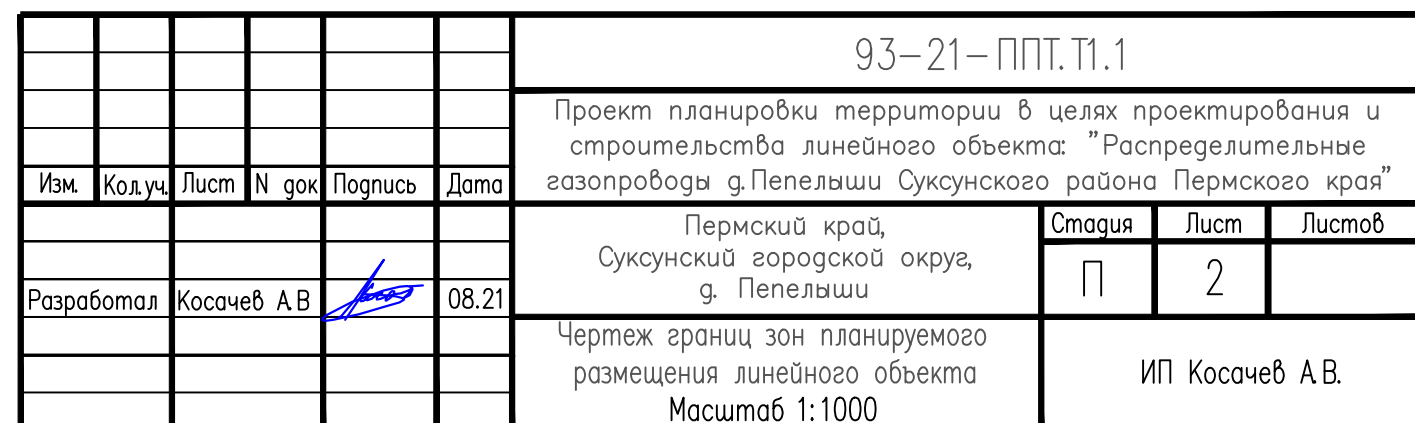 93-21-ППТ.Т1.1
Проект планировки территории в целях проектирования и
строительства линейного объекта: "Распределительные
газопроводы д.Пепелыши Суксунского района Пермского края"
Изм. Кол.уч. Лист N док Подпись Дата
Пермский край,
Суксунский городской округ,
д. Пепелыши
Стадия Лист Листов
П 2
Разработал Косачев А.В 08.21
Чертеж границ зон планируемого
размещения линейного объекта
Масштаб 1:1000
ИП Косачев А.В.